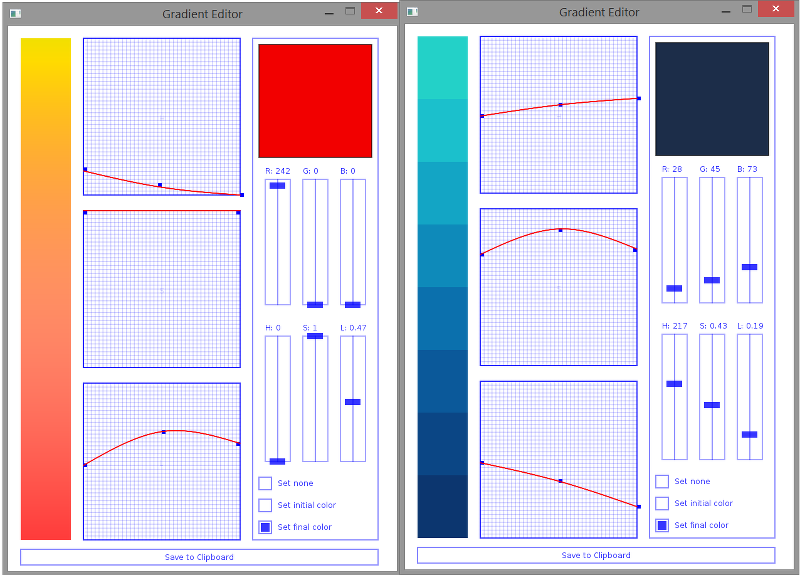 Gradient Editor
R: 242 G: 0 B: 0
H: 0 S: 1 L: 0.47
Set none
Set initial color
Set final color
Save to Clipboard
Gradient Editor
R: 28 G: 45 B: 73
H: 217 S: 0.43 L: 0.19
Set none
Set initial color
Set final color
Save to Clipboard